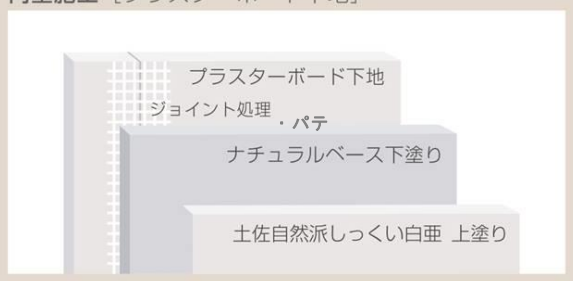 プラスターボード下地
ジョイント処理
・パテ
ナチュラルベース下塗り
土佐自然派しっくい白亜 上塗り